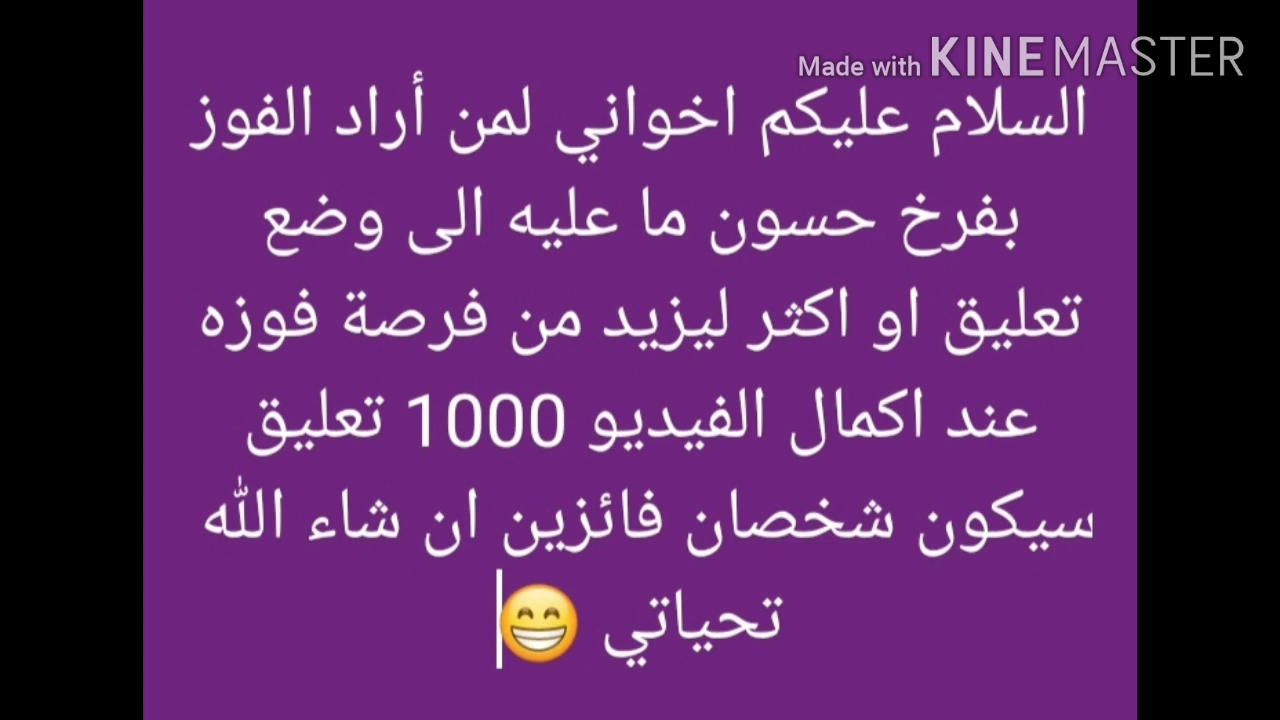 Made with KINEMASTER
السلام عليكم اخواني لمن أراد الفوز
بفرخ حسون ما عليه الى وضع
تعليق او اكثر ليزيد من فرصة فوزه
عند اكمال الفيديو 1000 تعليق
سيكون شخصان فائزين ان شاء الله
تحياتي 😁